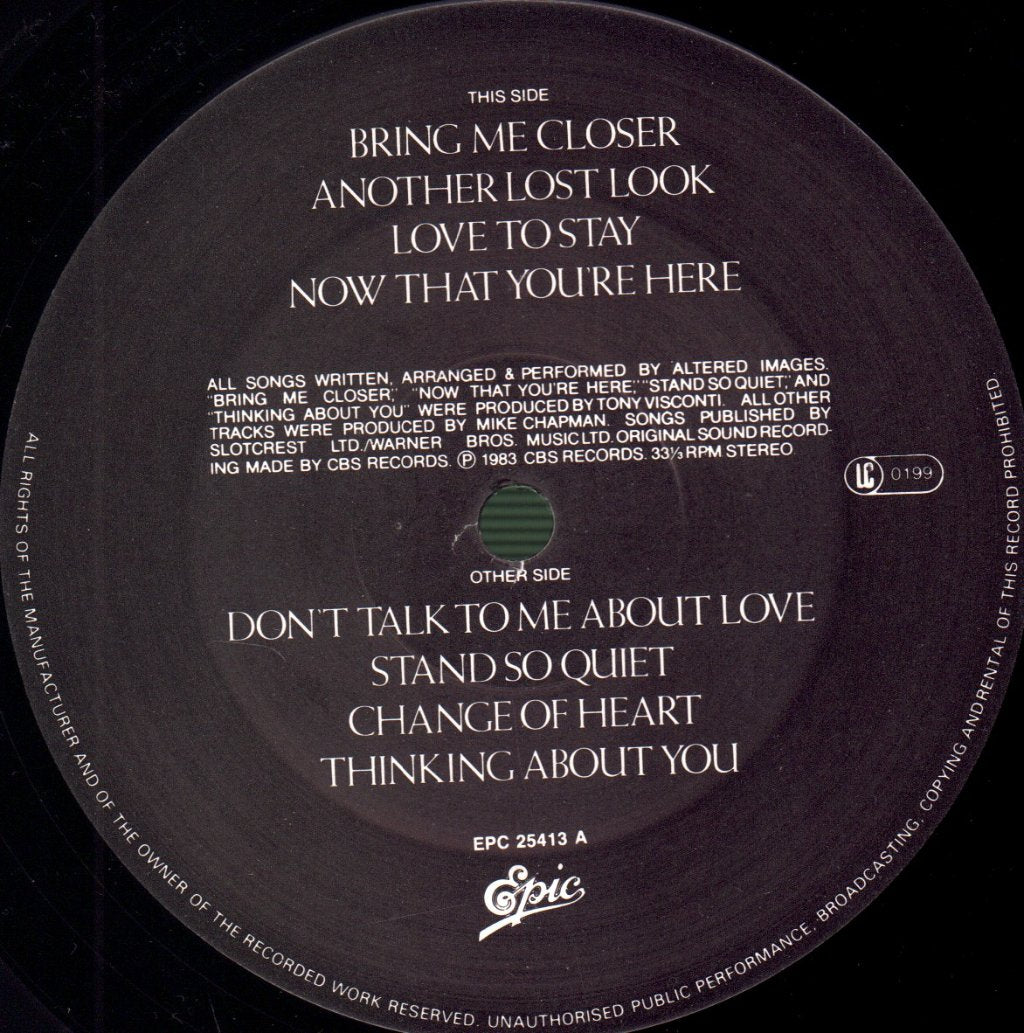 THIS SIDE
BRING ME CLOSER
ANOTHER LOST LOOK
LOVE TO STAY
NOW THAT YOU'RE HERE
ALL SONGS WRITTEN, ARRANGED & PERFORMED BY ALTERED IMAGES.
"BRING ME CLOSER," "NOW THAT YOU'RE HERE," "STAND SO QUIET," AND
"THINKING ABOUT YOU" WERE PRODUCED BY TONY VISCONTI. ALL OTHER
TRACKS WERE PRODUCED BY MIKE CHAPMAN. SONGS PUBLISHED BY
SLOTCREST LTD./WARNER BROS. MUSIC LTD. ORIGINAL SOUND RECORD-
ING MADE BY CBS RECORDS. ℗ 1983 CBS RECORDS. 33⅓ RPM STEREO.
LC 0199
OTHER SIDE
DON'T TALK TO ME ABOUT LOVE
STAND SO QUIET
CHANGE OF HEART
THINKING ABOUT YOU
EPC 25413 A
Epic
ALL RIGHTS OF THE MANUFACTURER AND OF THE OWNER OF THE RECORDED WORK RESERVED. UNAUTHORISED PUBLIC PERFORMANCE, BROADCASTING, COPYING AND RENTAL OF THIS RECORD PROHIBITED